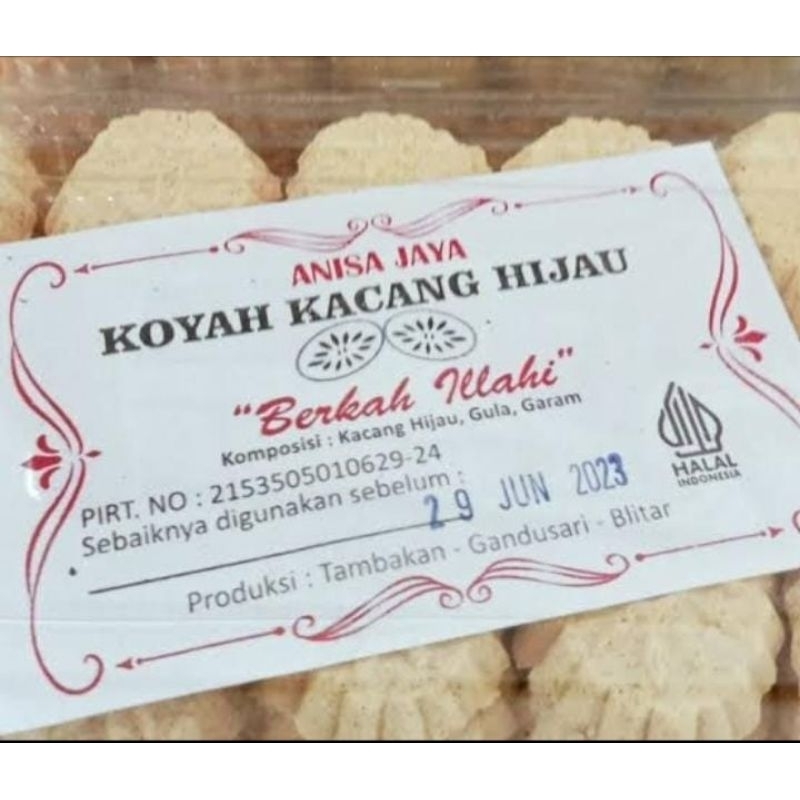 ANISA JAYA
KOYAH KACANG HIJAU
"Berkah Illahi"
Komposisi : Kacang Hijau, Gula, Garam
PIRT. NO : 2153505010629-24
Sebaiknya digunakan sebelum :
29 JUN 2023
HALAL
INDONESIA
Produksi : Tambakan - Gandusari - Blitar